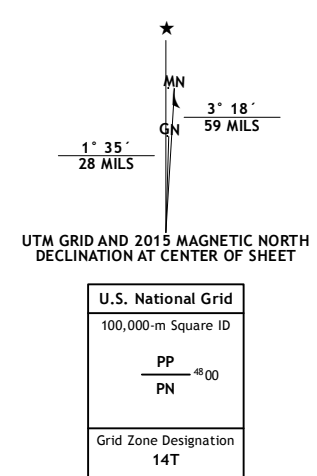 MN
3° 18´
59 MILS
GN
1° 35´
28 MILS
UTM GRID AND 2015 MAGNETIC NORTH
DECLINATION AT CENTER OF SHEET
U.S. National Grid
100,000-m Square ID
PP
4800
PN
Grid Zone Designation
14T